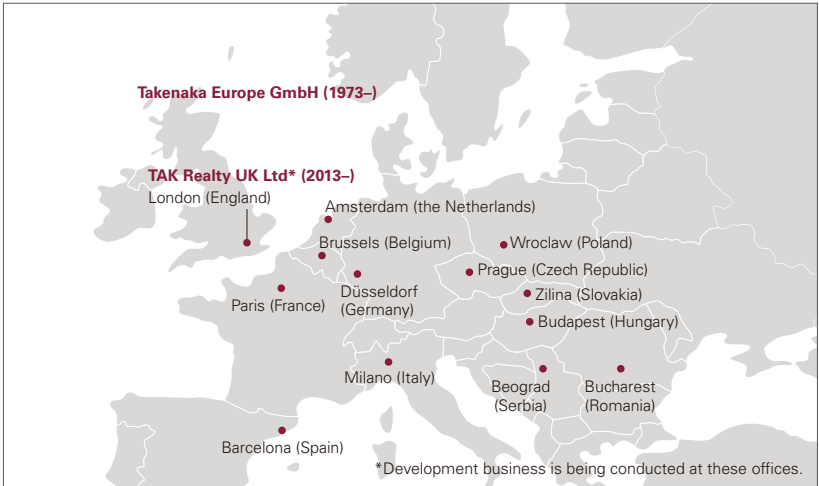 Takenaka Europe GmbH (1973–)
TAK Realty UK Ltd* (2013–)
London (England)
Amsterdam (the Netherlands)
Brussels (Belgium)
Wroclaw (Poland)
Prague (Czech Republic)
Düsseldorf
(Germany)
Zilina (Slovakia)
Paris (France)
Budapest (Hungary)
Milano (Italy)
Beograd
(Serbia)
Bucharest
(Romania)
Barcelona (Spain)
*Development business is being conducted at these offices.